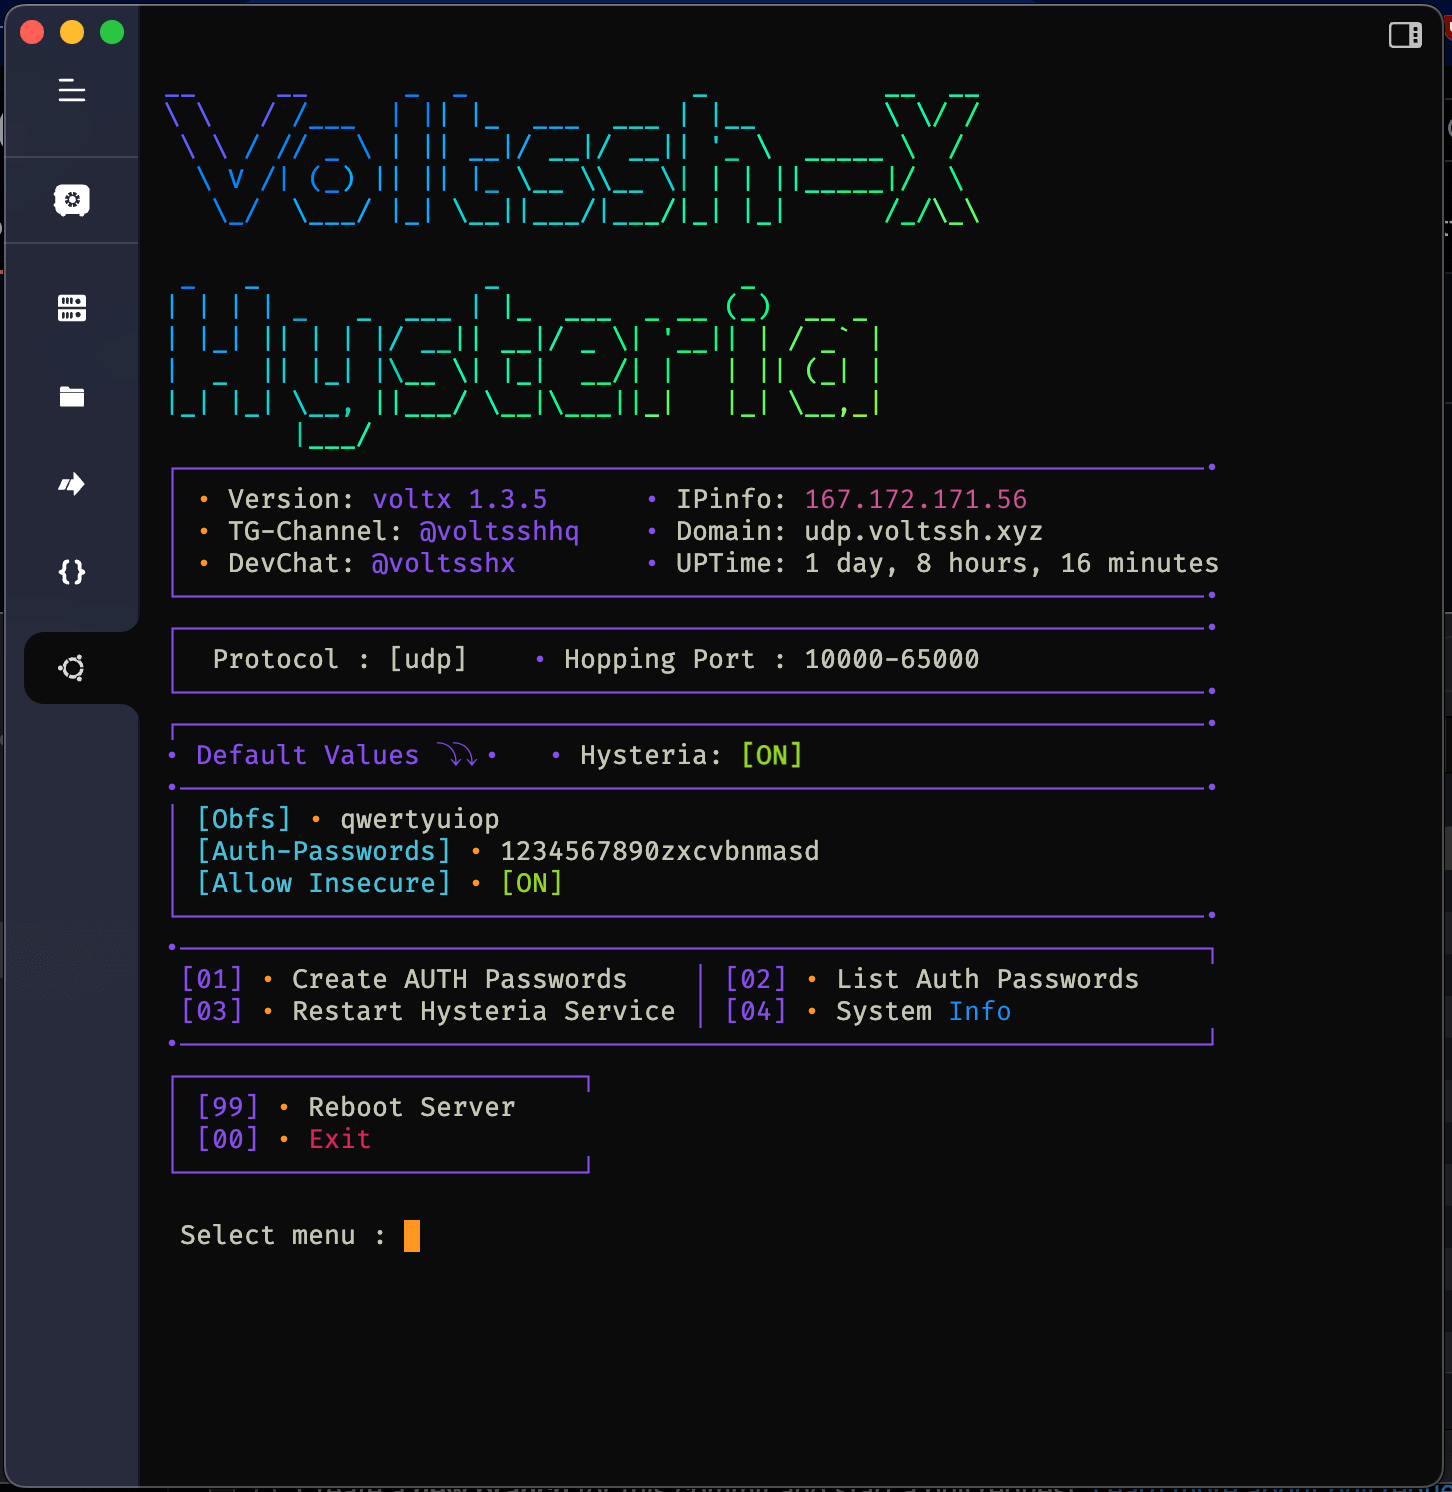 Voltssh-X
Hysteria
• Version: voltx 1.3.5 • IPinfo: 167.172.171.56
• TG-Channel: @voltsshhq • Domain: udp.voltssh.xyz
• DevChat: @voltsshx • UPTime: 1 day, 8 hours, 16 minutes
Protocol : [udp] • Hopping Port : 10000-65000
• Default Values ⤵⤵ • • Hysteria: [ON]
[Obfs] • qwertyuiop
[Auth-Passwords] • 1234567890zxcvbnmasd
[Allow Insecure] • [ON]
[01] • Create AUTH Passwords │ [02] • List Auth Passwords
[03] • Restart Hysteria Service │ [04] • System Info
[99] • Reboot Server
[00] • Exit
Select menu :